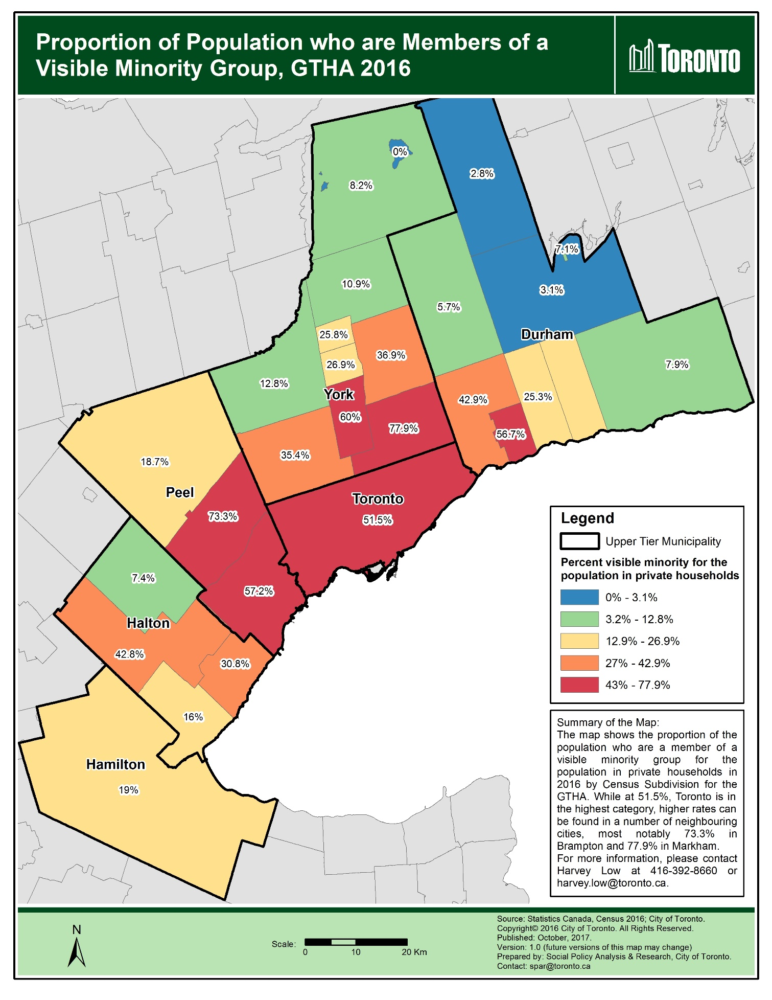 Proportion of Population who are Members of a
Visible Minority Group, GTHA 2016
TORONTO
0%
2.8%
8.2%
7.1%
10.9%
3.1%
5.7%
Durham
25.8%
36.9%
26.9%
7.9%
12.8%
York
25.3%
42.9%
60%
77.9%
56.7%
35.4%
18.7%
Peel
Toronto
73.3%
51.5%
7.4%
57.2%
Halton
42.8%
30.8%
16%
Hamilton
19%
Legend
Upper Tier Municipality
Percent visible minority for the
population in private households
0% - 3.1%
3.2% - 12.8%
12.9% - 26.9%
27% - 42.9%
43% - 77.9%
Summary of the Map:
The map shows the proportion of the
population who are a member of a
visible minority group for the
population in private households in
2016 by Census Subdivision for the
GTHA. While at 51.5%, Toronto is in
the highest category, higher rates can
be found in a number of neighbouring
cities, most notably 73.3% in
Brampton and 77.9% in Markham.
For more information, please contact
Harvey Low at 416-392-8660 or
harvey.low@toronto.ca.
N
Scale:
0 10 20 Km
Source: Statistics Canada, Census 2016; City of Toronto.
Copyright© 2016 City of Toronto. All Rights Reserved.
Published: October, 2017.
Version: 1.0 (future versions of this map may change)
Prepared by: Social Policy Analysis & Research, City of Toronto.
Contact: spar@toronto.ca